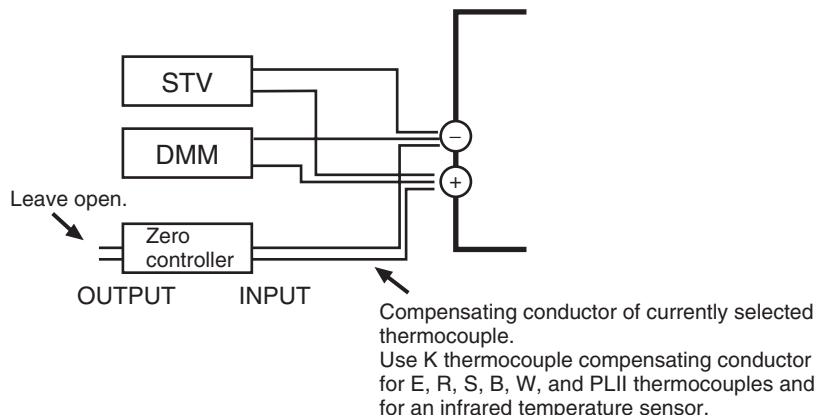 STV
−
DMM
+
Leave open.
Zero
controller
OUTPUT
INPUT
Compensating conductor of currently selected
thermocouple.
Use K thermocouple compensating conductor
for E, R, S, B, W, and PLII thermocouples and
for an infrared temperature sensor.